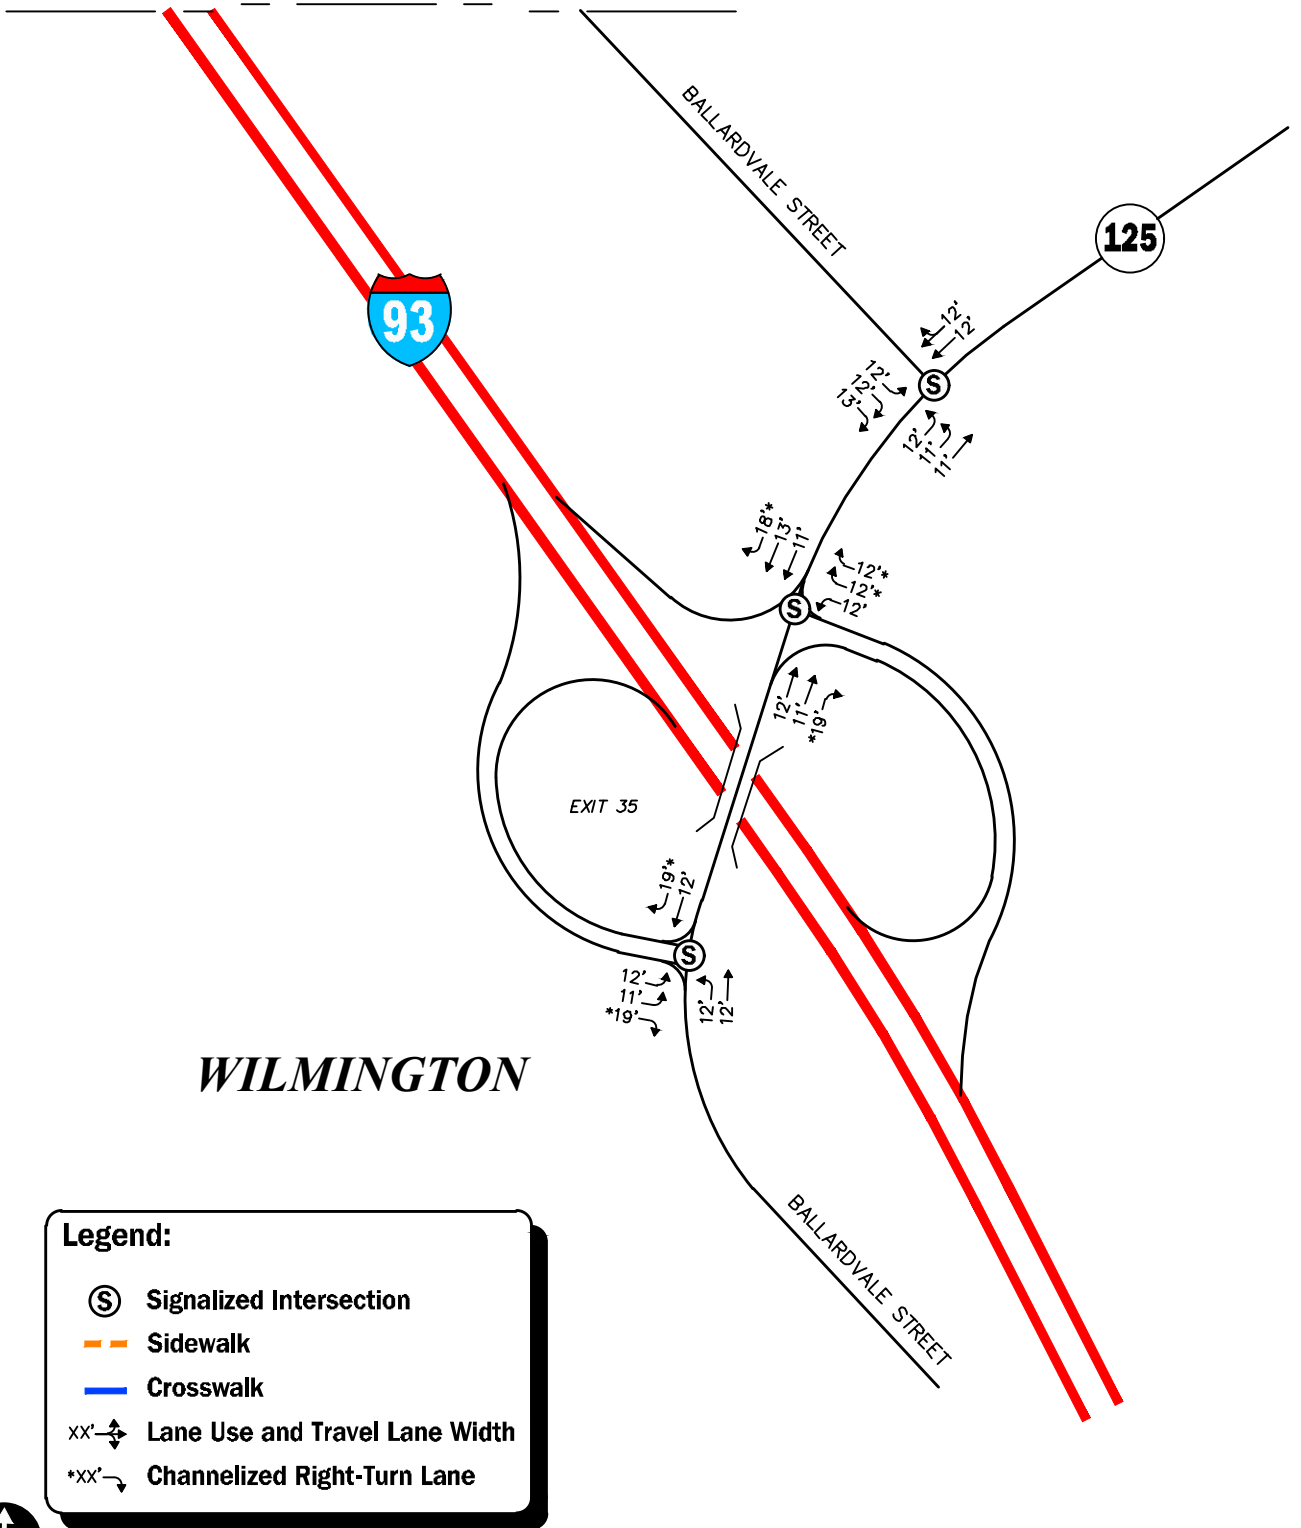 BALLARDVALE STREET
125
93
12'
12'
S
12'
12'
13'
12'
11'
11'
18'*
13'
11'
12'*
12'*
12'
S
12'
11'
*19'
EXIT 35
19'*
12'
S
12'
11'
*19'
12'
12'
WILMINGTON
BALLARDVALE STREET
Legend:
S Signalized Intersection
Sidewalk
Crosswalk
XX' Lane Use and Travel Lane Width
*XX' Channelized Right-Turn Lane